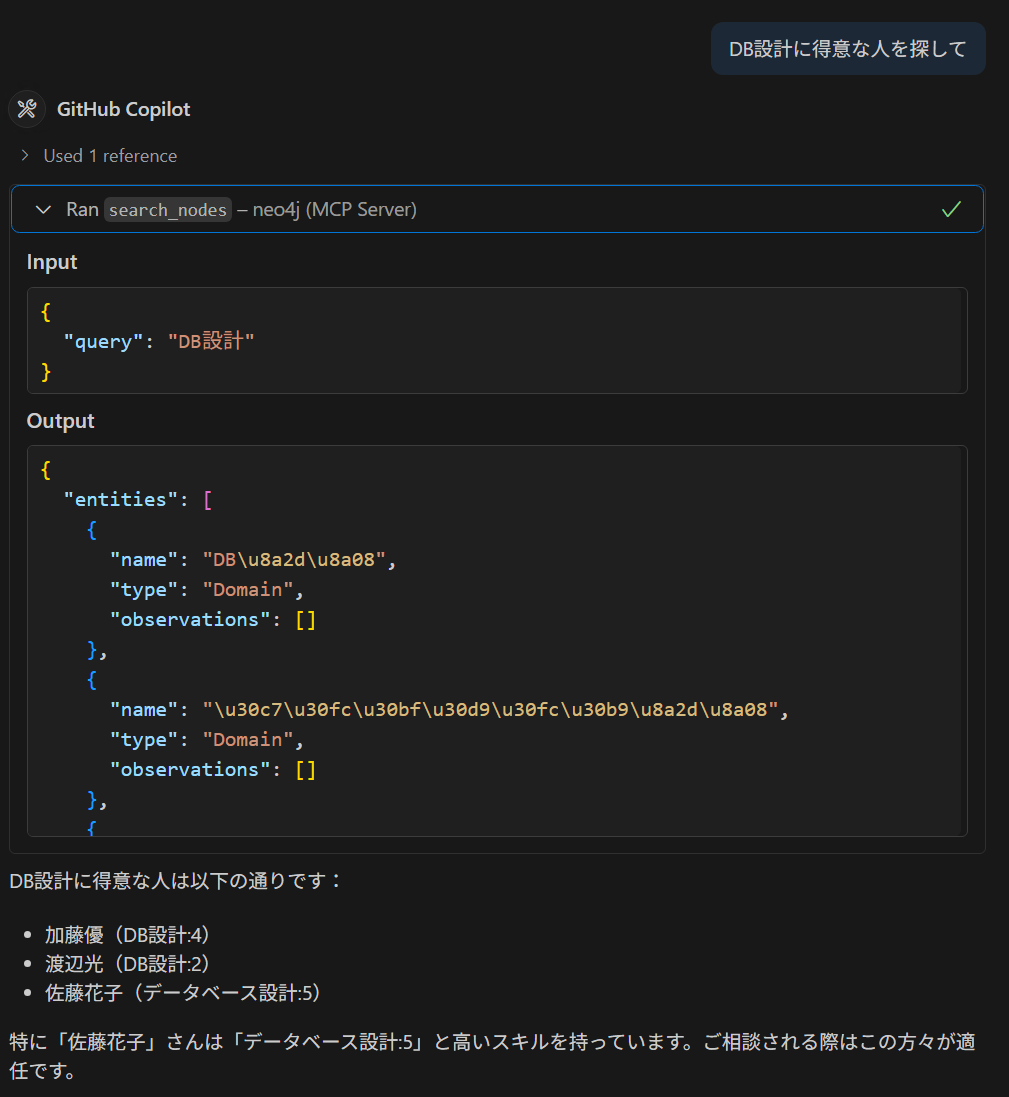 DB設計に得意な人を探して
GitHub Copilot
Used 1 reference
Ran search_nodes – neo4j (MCP Server)
Input
{
"query": "DB設計"
}
Output
{
"entities": [
{
"name": "DB\u8a2d\u8a08",
"type": "Domain",
"observations": []
},
{
"name": "\u30c7\u30fc\u30bf\u30d9\u30fc\u30b9\u8a2d\u8a08",
"type": "Domain",
"observations": []
},
{
DB設計に得意な人は以下の通りです：
• 加藤優（DB設計:4）
• 渡辺光（DB設計:2）
• 佐藤花子（データベース設計:5）
特に「佐藤花子」さんは「データベース設計:5」と高いスキルを持っています。ご相談される際はこの方々が適
任です。